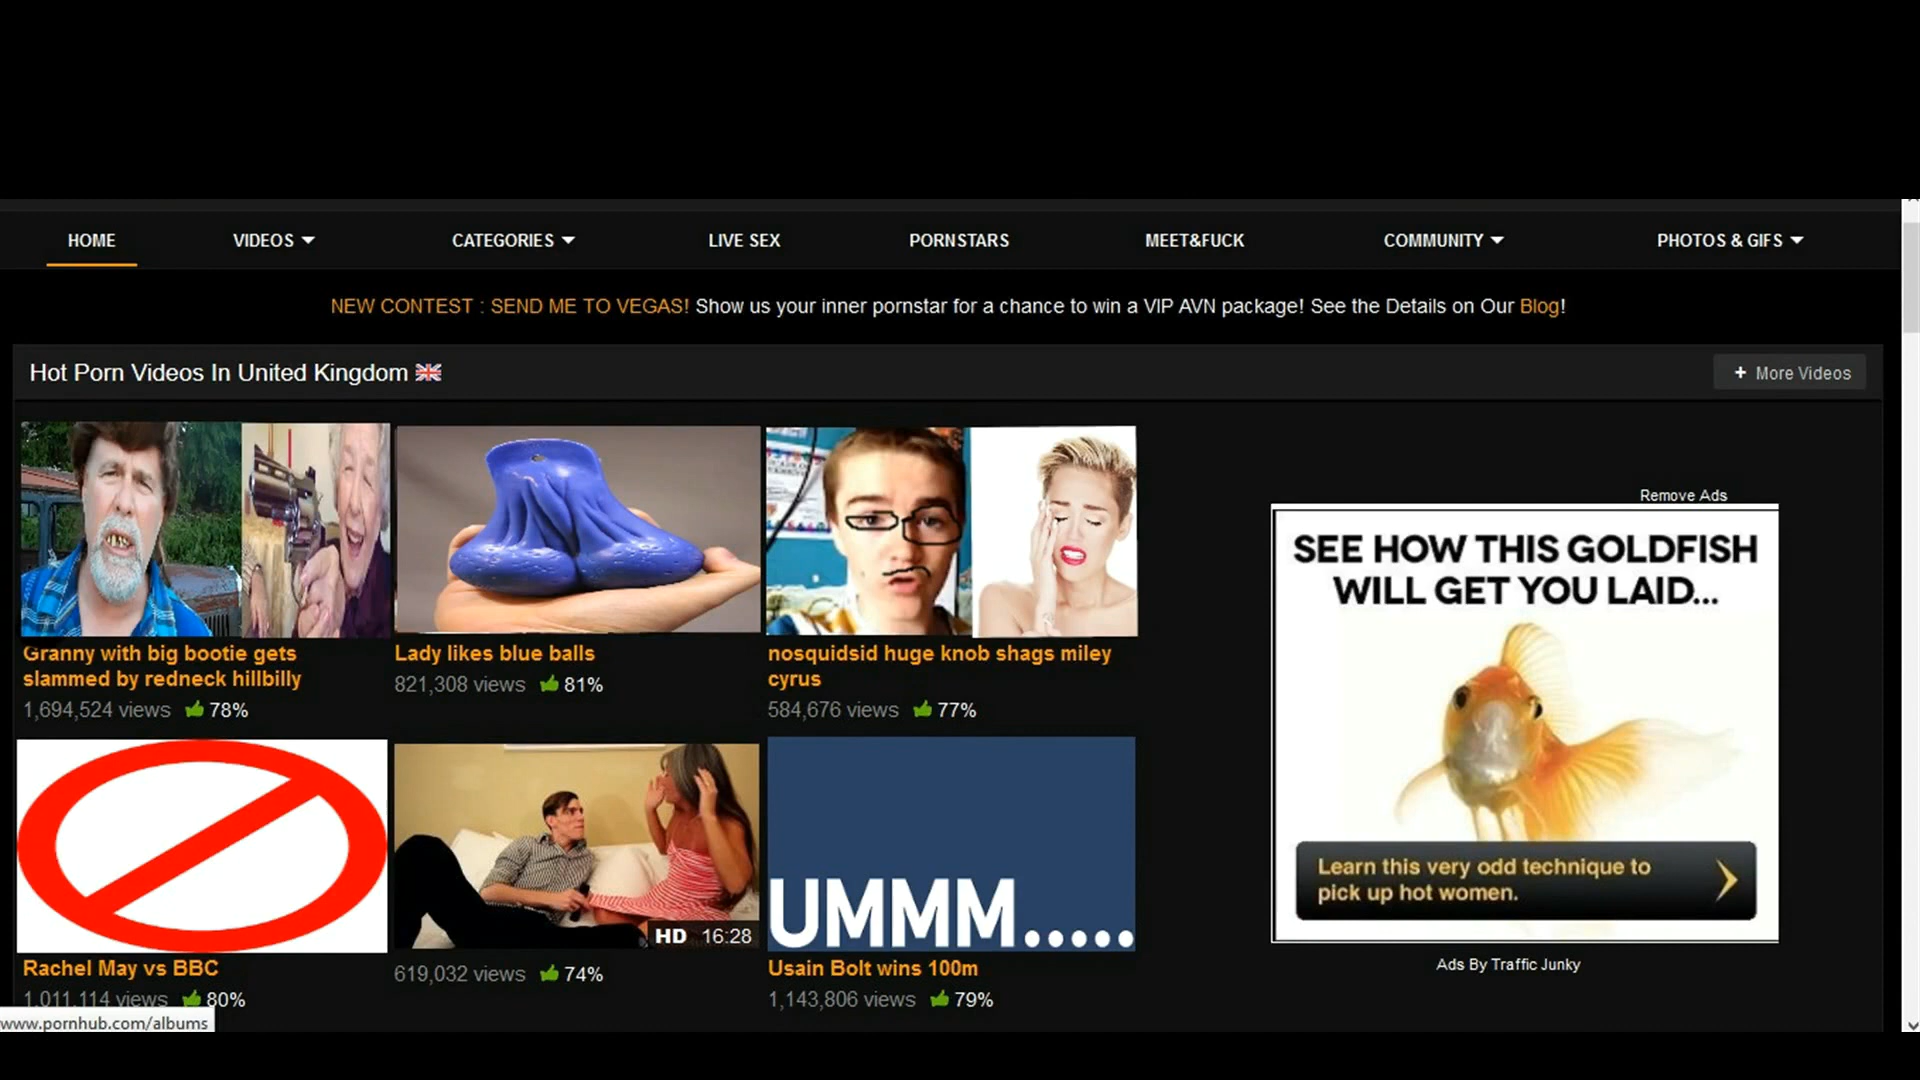 HOME VIDEOS CATEGORIES LIVE SEX PORNSTARS MEET&FUCK COMMUNITY PHOTOS & GIFS
NEW CONTEST : SEND ME TO VEGAS! Show us your inner pornstar for a chance to win a VIP AVN package! See the Details on Our Blog!
Hot Porn Videos In United Kingdom
+ More Videos
Granny with big bootie gets
slammed by redneck hillbilly
1,694,524 views 78%
Lady likes blue balls
821,308 views 81%
nosquidsid huge knob shags miley
cyrus
584,676 views 77%
Remove Ads
SEE HOW THIS GOLDFISH
WILL GET YOU LAID...
Learn this very odd technique to
pick up hot women.
Ads By Traffic Junky
Rachel May vs BBC
1,011,114 views 80%
HD 16:28
619,032 views 74%
UMMM.....
Usain Bolt wins 100m
1,143,806 views 79%
www.pornhub.com/albums